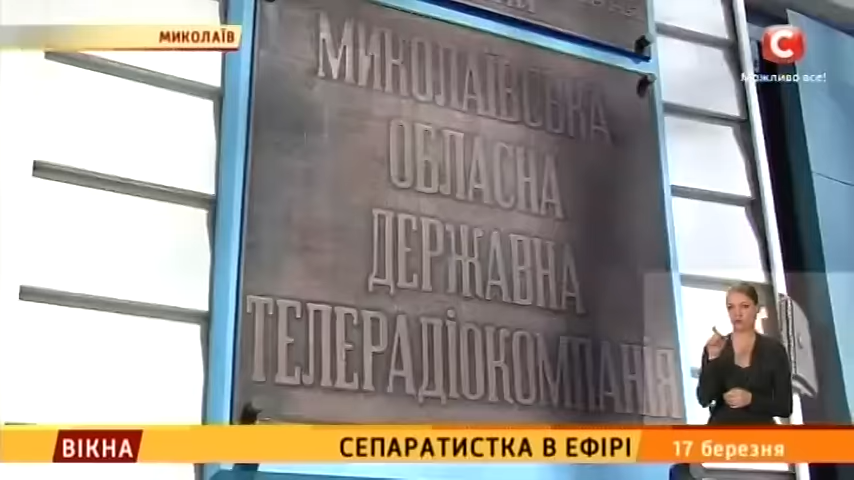 МИКОЛАЇВ
С
Можливо все!
МИКОЛАЇВСЬКА
ОБЛАСНА
ДЕРЖАВНА
ТЕЛЕРАДІОКОМПАНІЯ
ВІКНА
СЕПАРАТИСТКА В ЕФІРІ
17 березня